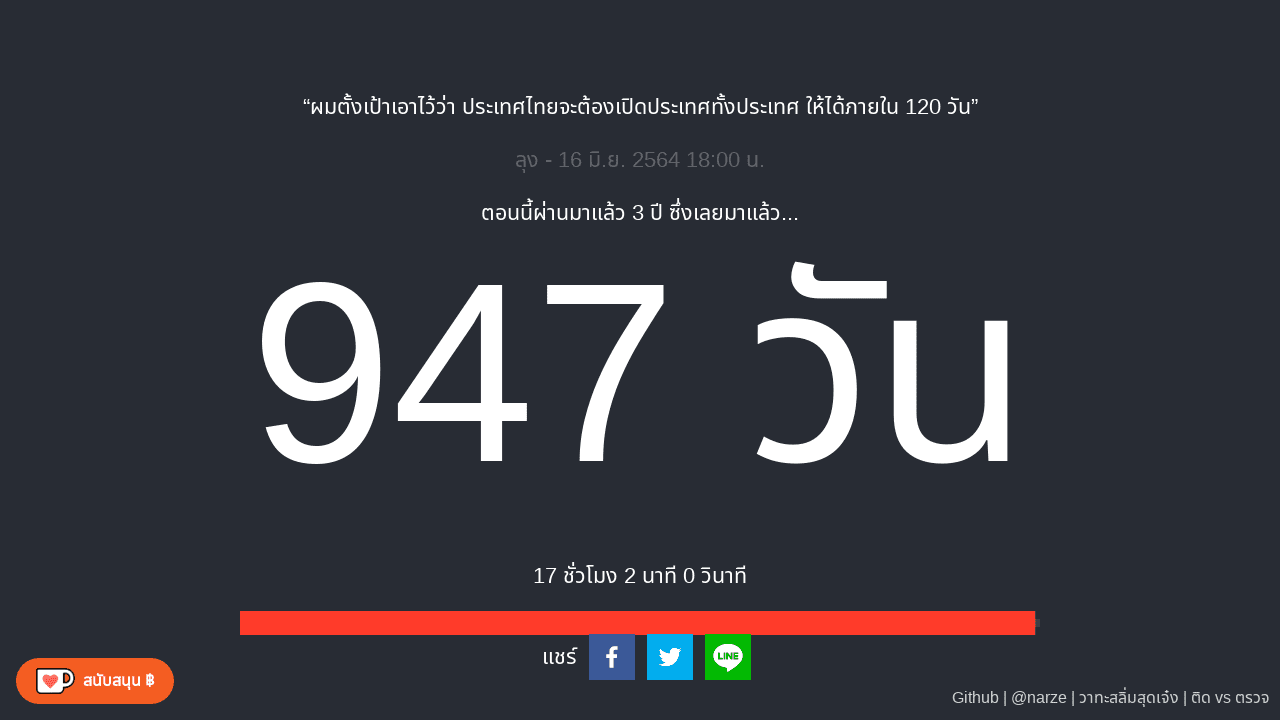 “ผมตั้งเป้าเอาไว้ว่า ประเทศไทยจะต้องเปิดประเทศทั้งประเทศ ให้ได้ภายใน 120 วัน”
ลุง - 16 มิ.ย. 2564 18:00 น.
ตอนนี้ผ่านมาแล้ว 3 ปี ซึ่งเลยมาแล้ว...
947 วัน
17 ชั่วโมง 2 นาที 0 วินาที
แชร์
LINE
สนับสนุน ฿
Github | @narze | วาทะสลิ่มสุดเจ๋ง | ติด vs ตรวจ